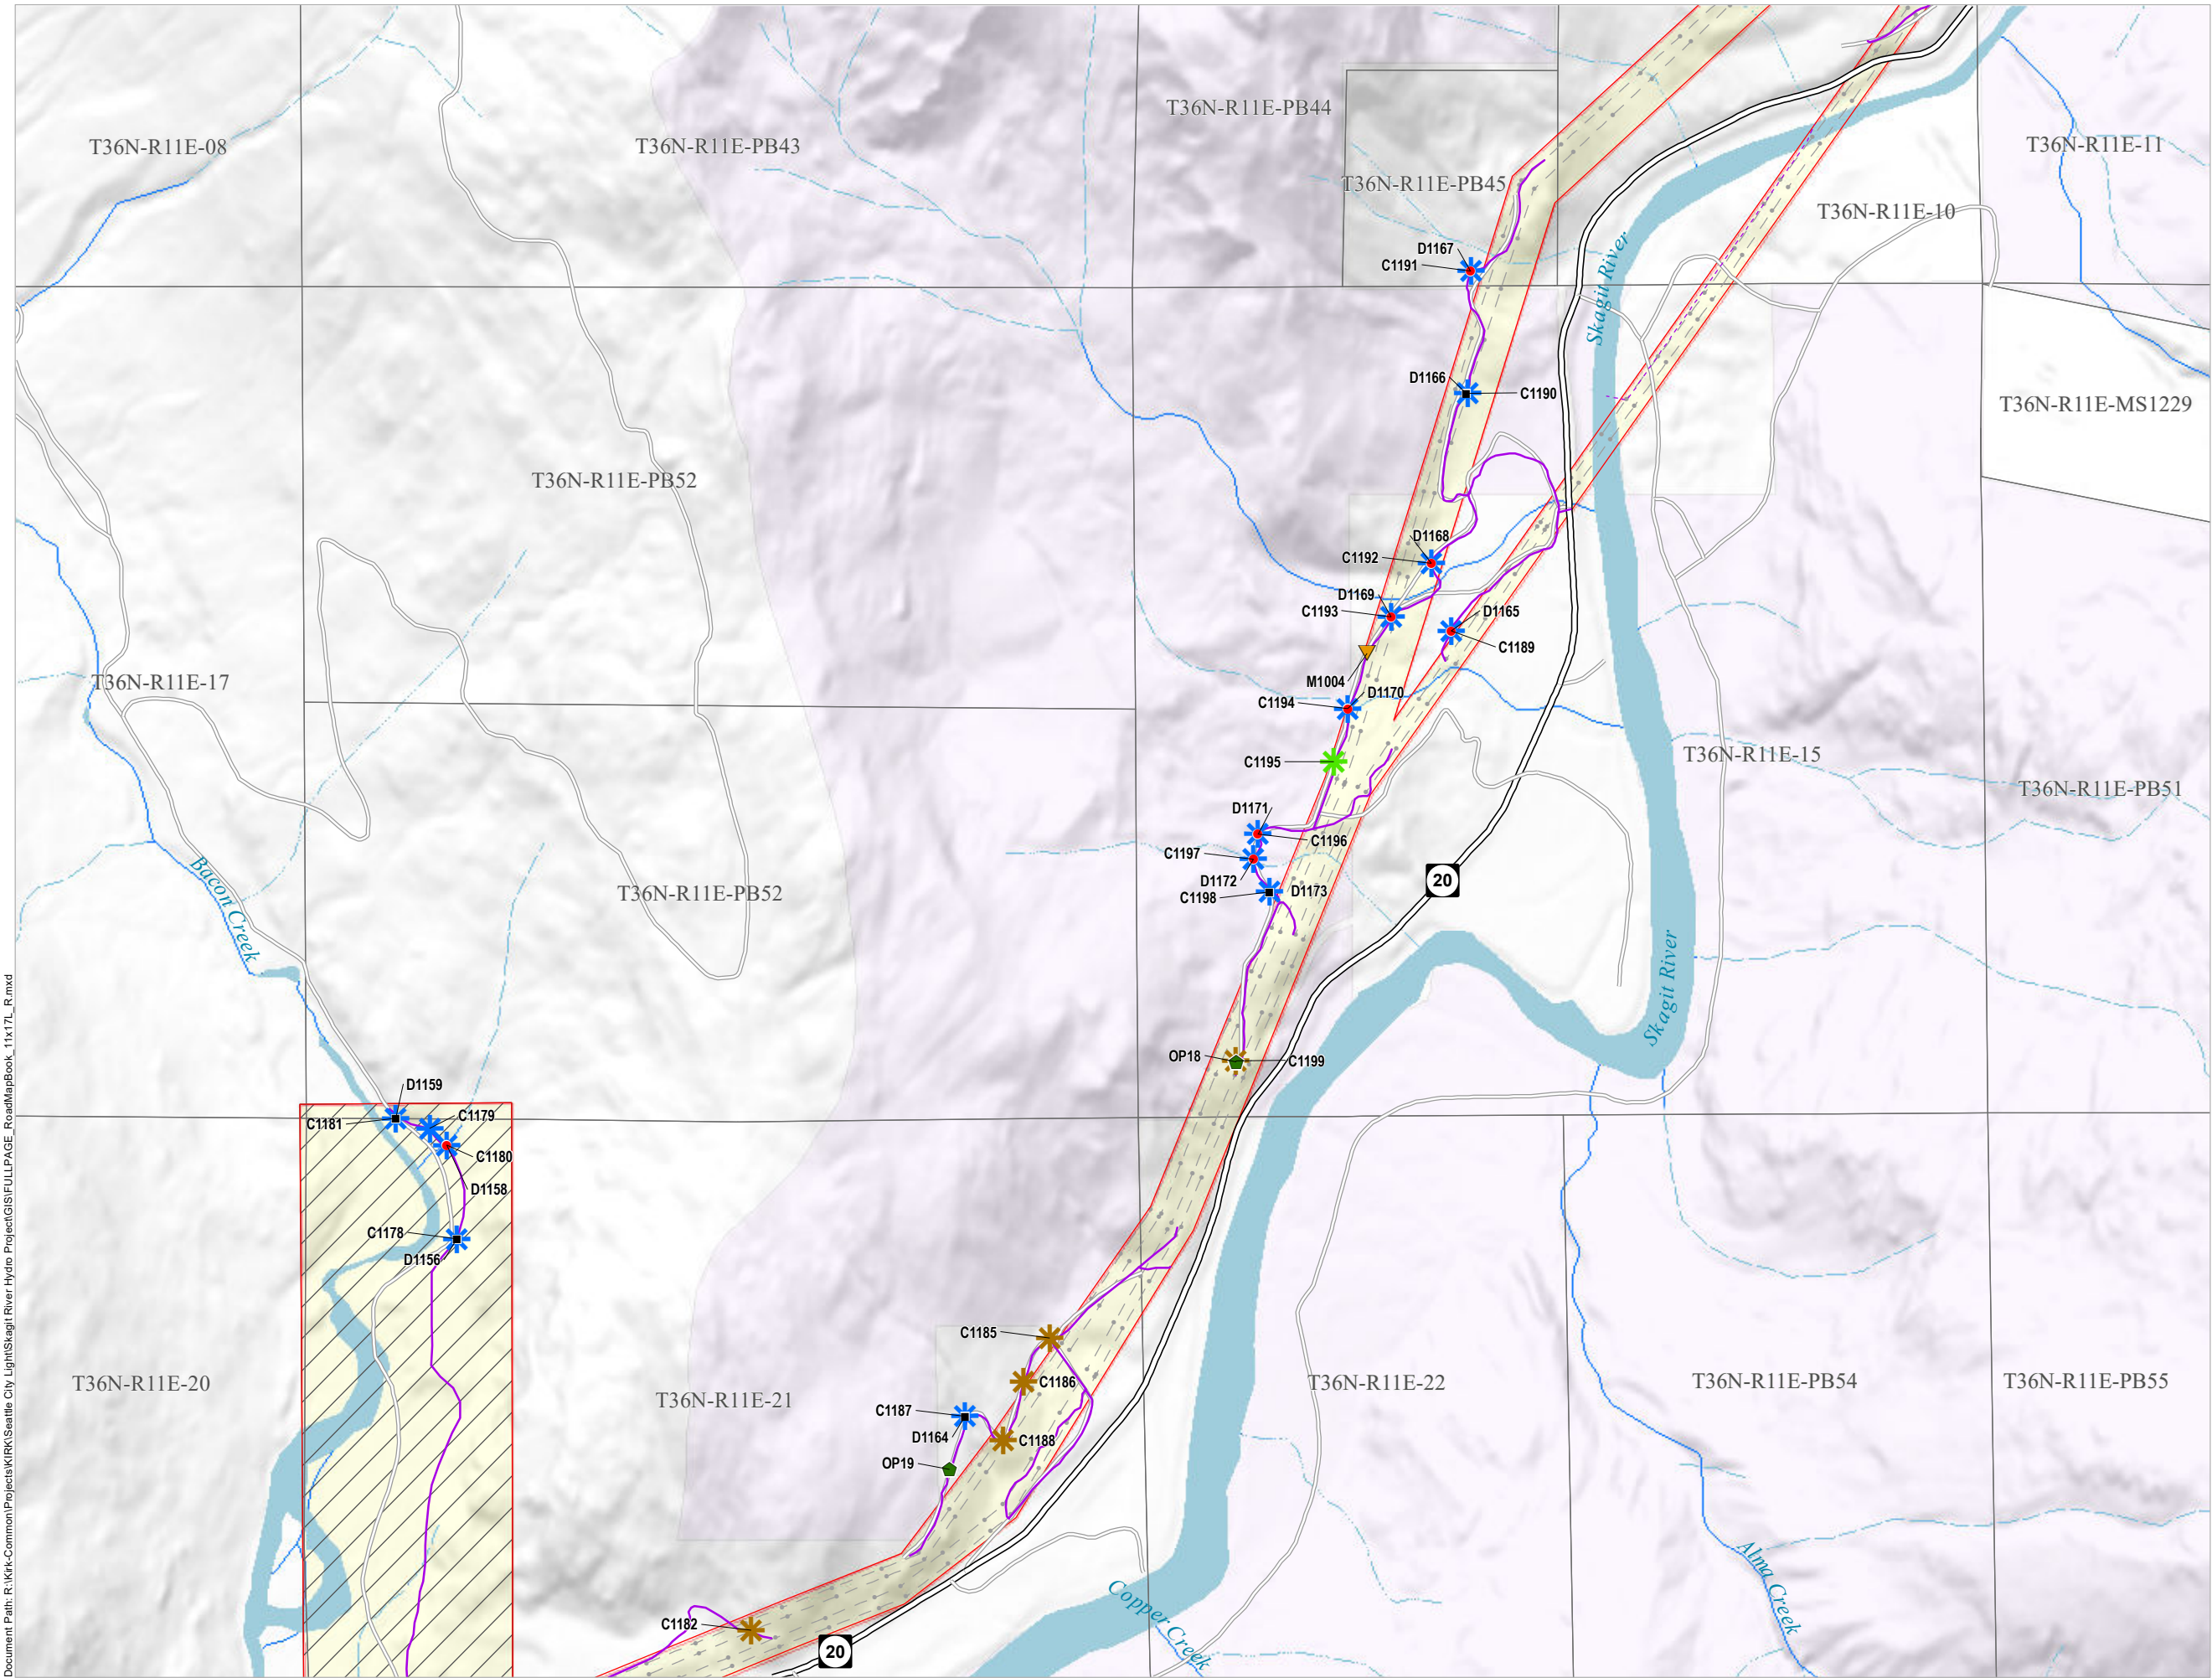 T36N-R11E-PB44
T36N-R11E-08
T36N-R11E-PB43
T36N-R11E-11
T36N-R11E-PB45
T36N-R11E-10
Skagit River
D1167
C1191
D1166
C1190
T36N-R11E-MS1229
T36N-R11E-PB52
D1168
C1192
D1169
C1193
D1165
C1189
T36N-R11E-17
M1004
D1170
C1194
C1195
T36N-R11E-15
T36N-R11E-PB51
D1171
C1196
C1197
D1172
C1198
D1173
20
T36N-R11E-PB52
Bacon Creek
Skagit River
OP18
C1199
D1159
C1181
C1179
C1180
D1158
C1178
D1156
C1185
C1186
C1187
D1164
C1188
OP19
T36N-R11E-20
T36N-R11E-21
T36N-R11E-22
T36N-R11E-PB54
T36N-R11E-PB55
Alma Creek
Copper Creek
C1182
20
Document Path: R:\Kirk-Common\Projects\KIRK\Seattle City Light\Skagit River Hydro Project\GIS\FULLPAGE_RoadMapBook_11x17L_R.mxd